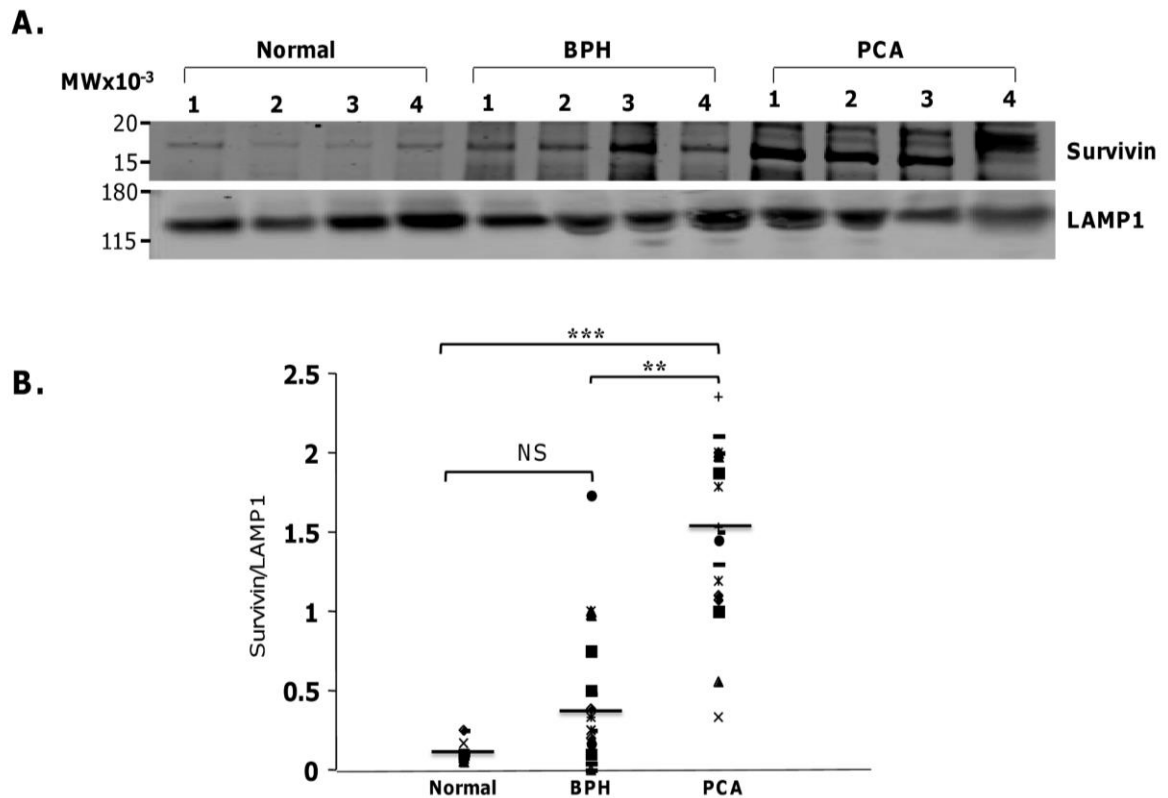 A.
Normal BPH PCA
MWx10-3
1 2 3 4 1 2 3 4 1 2 3 4
20
15
Survivin
180
115
LAMP1
B.
***
**
NS
2.5
2
1.5
1
0.5
0
Survivin/LAMP1
Normal BPH PCA